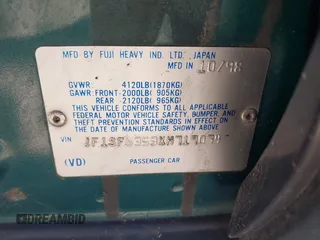 MFD BY FUJI HEAVY IND. LTD., JAPAN
MFD IN 10/98
GVWR: 4120LB(1870KG)
GAWR:FRONT-2000LB( 905KG)
REAR -2120LB( 965KG)
THIS VEHICLE CONFORMS TO ALL APPLICABLE
FEDERAL MOTOR VEHICLE SAFETY, BUMPER, AND
THEFT PREVENTION STANDARDS IN EFFECT ON THE
DATE OF MANUFACTURE SHOWN ABOVE.
VIN
(VD) PASSENGER CAR
DREAMBID